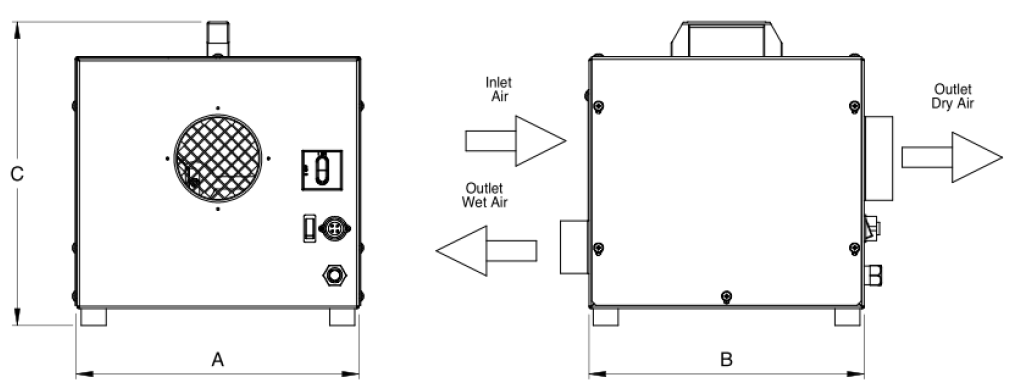 Inlet
Air
Outlet
Dry Air
C
Outlet
Wet Air
A
B